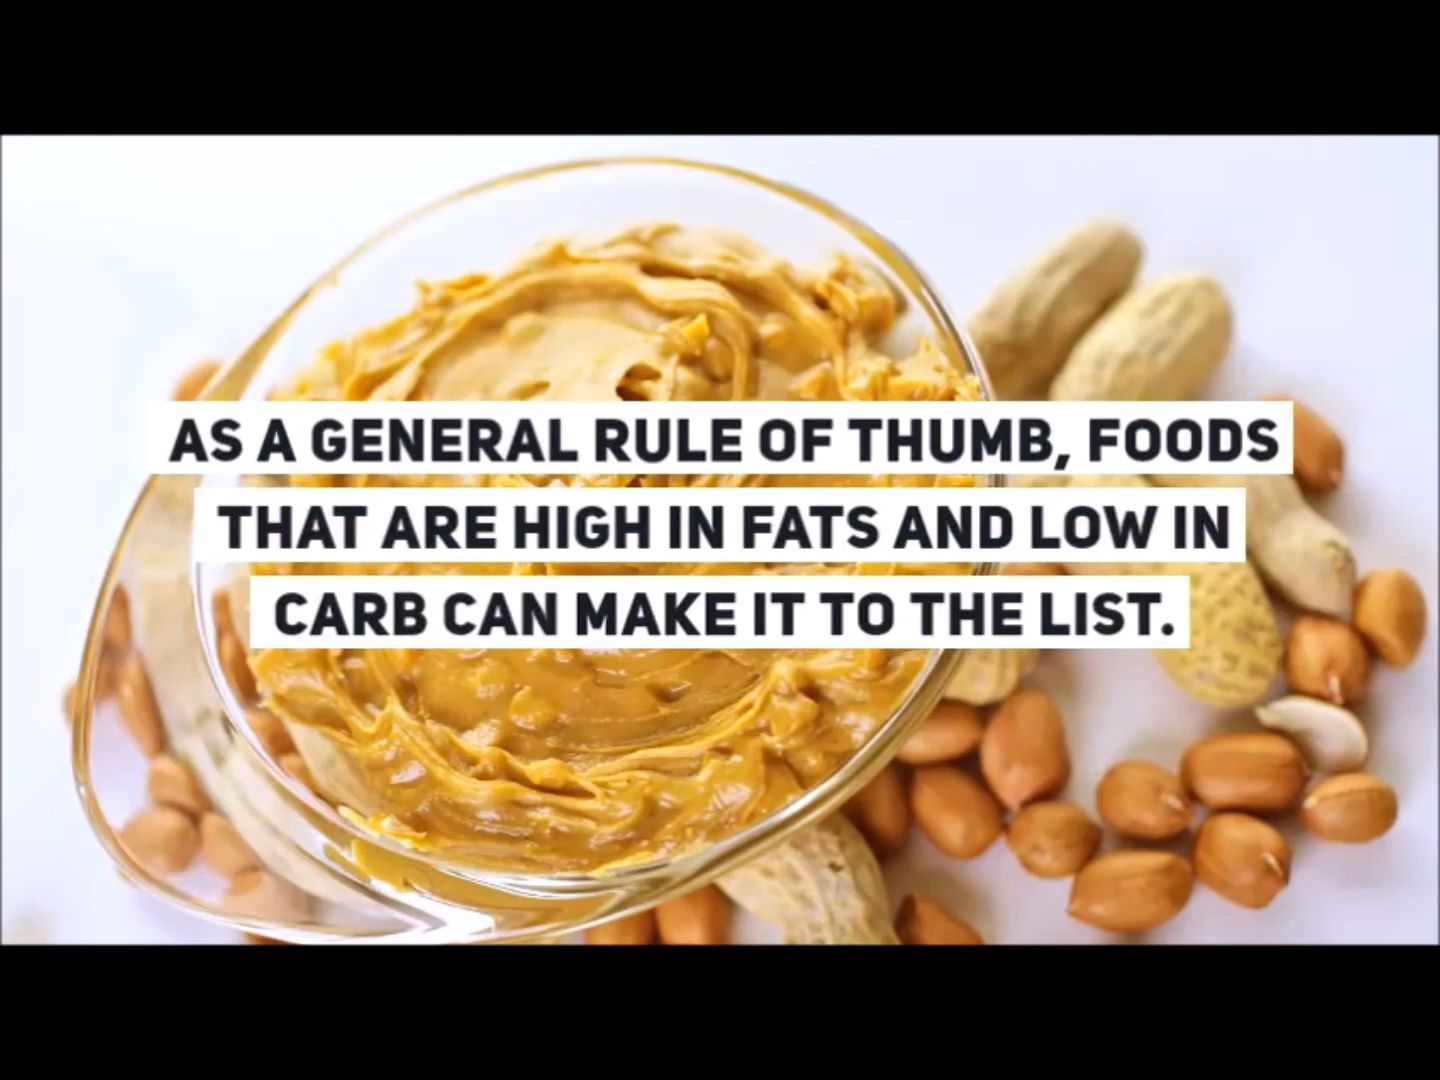 AS A GENERAL RULE OF THUMB, FOODS
THAT ARE HIGH IN FATS AND LOW IN
CARB CAN MAKE IT TO THE LIST.